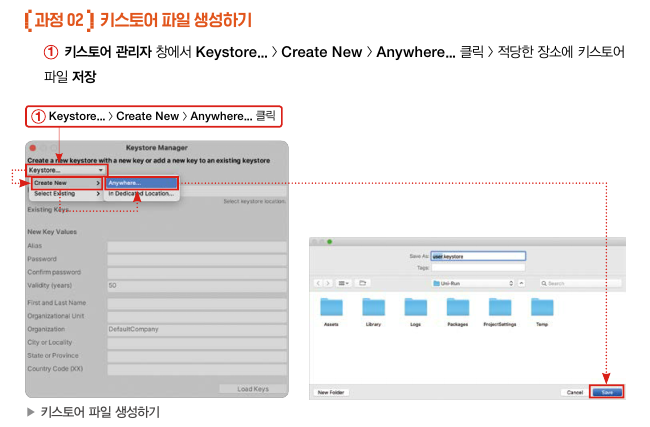 [과정 02] 키스토어 파일 생성하기
① 키스토어 관리자 창에서 Keystore... > Create New > Anywhere... 클릭 > 적당한 장소에 키스토어
파일 저장
① Keystore... > Create New > Anywhere... 클릭
Keystore Manager
Create a new keystore with a new key or add a new key to an existing keystore
Keystore...
Create New >
Anywhere...
Select Existing >
In Dedicated Location...
Select keystore location
Existing Keys
New Key Values
Alias
Password
Confirm password
Validity (years)
50
First and Last Name
Organizational Unit
Organization
DefaultCompany
City or Locality
State or Province
Country Code (XX)
Load Keys
Save As:
user.keystore
Tags:
Uni-Run
Search
Assets
Library
Logs
Packages
ProjectSettings
Temp
New Folder
Cancel
Save
▶ 키스토어 파일 생성하기